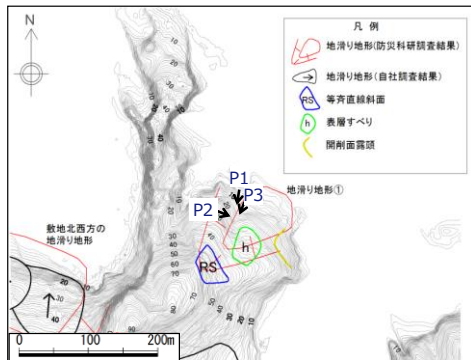 N
凡 例
地滑り地形(防災科研調査結果)
地滑り地形(自社調査結果)
RS
等斉直線斜面
h
表層すべり
開削面露頭
P1
P3
P2
地滑り地形①
敷地北西方の
地滑り地形
h
RS
0 100 200m